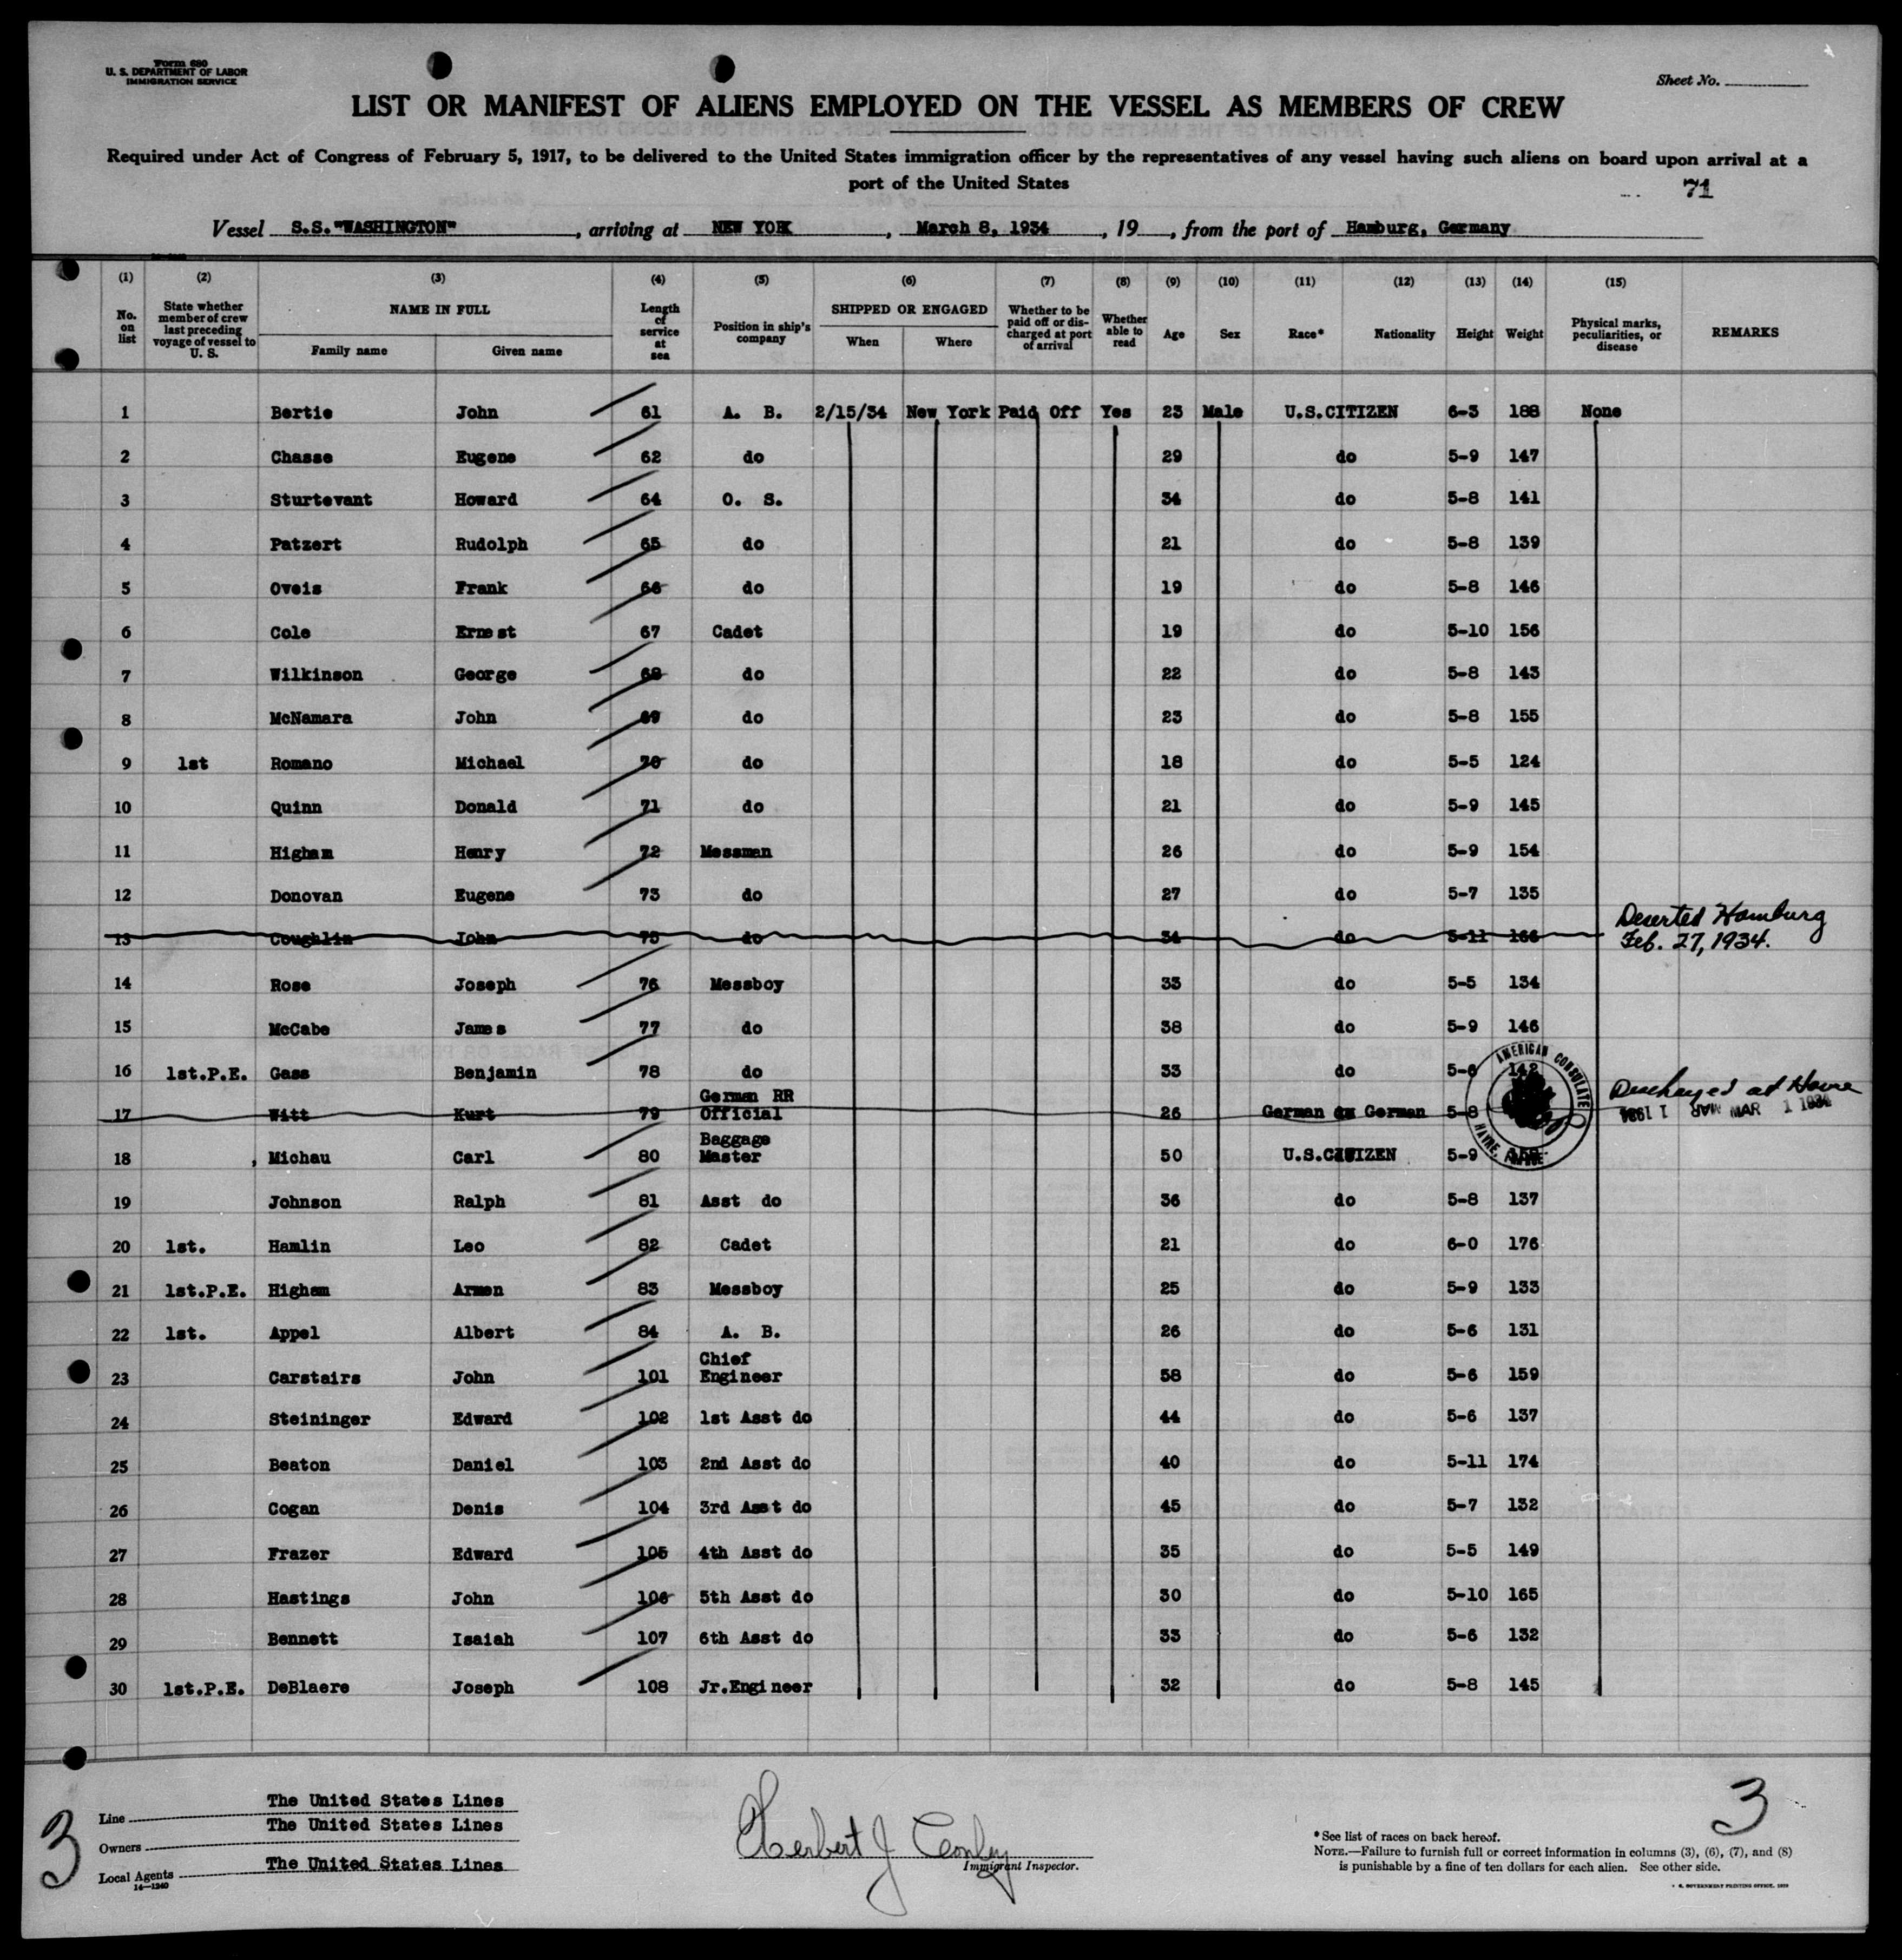 Form 680
U. S. DEPARTMENT OF LABOR
IMMIGRATION SERVICE
Sheet No.
LIST OR MANIFEST OF ALIENS EMPLOYED ON THE VESSEL AS MEMBERS OF CREW
Required under Act of Congress of February 5, 1917, to be delivered to the United States immigration officer by the representatives of any vessel having such aliens on board upon arrival at a
port of the United States
71
Vessel S.S."WASHINGTON", arriving at NEW YORK, March 8, 1934, 19, from the port of Hamburg, Germany
(1) (2) (3) (4) (5) (6) (7) (8) (9) (10) (11) (12) (13) (14) (15)
No. on list State whether member of crew last preceding voyage of vessel to U. S. NAME IN FULL Family name Given name Length of service at sea Position in ship's company SHIPPED OR ENGAGED When Where Whether to be paid off or discharged at port of arrival Whether able to read Age Sex Race* Nationality Height Weight Physical marks, peculiarities, or disease REMARKS
1 Bertie John 61 A. B. 2/15/34 New York Paid Off Yes 23 Male U.S.CITIZEN 6-3 188 None
2 Chasse Eugene 62 do 29 do 5-9 147
3 Sturtevant Howard 64 O. S. 34 do 5-8 141
4 Patzert Rudolph 65 do 21 do 5-8 139
5 Oveis Frank 66 do 19 do 5-8 146
6 Cole Ernest 67 Cadet 19 do 5-10 156
7 Wilkinson George 68 do 22 do 5-8 143
8 McNamara John 69 do 23 do 5-8 155
9 1st Romano Michael 70 do 18 do 5-5 124
10 Quinn Donald 71 do 21 do 5-9 145
11 Higham Henry 72 Messman 26 do 5-9 154
12 Donovan Eugene 73 do 27 do 5-7 135
13 Coughlin John 75 do 34 do 5-11 166 Deserted Hamburg
Feb. 27, 1934.
14 Rose Joseph 76 Messboy 33 do 5-5 134
15 McCabe James 77 do 38 do 5-9 146
16 1st.P.E. Gass Benjamin 78 do 33 do 5-6 142
17 Witt Kurt 79 German RR Official 26 German German 5-8 Discharged at Havre
MAR 1 1934
AMERICAN CONSULATE
HAVRE, FRANCE
18 Michau Carl 80 Baggage Master 50 U.S.CITIZEN 5-9
19 Johnson Ralph 81 Asst do 36 do 5-8 137
20 1st. Hamlin Leo 82 Cadet 21 do 6-0 176
21 1st.P.E. Higham Armen 83 Messboy 25 do 5-9 133
22 1st. Appel Albert 84 A. B. 26 do 5-6 131
23 Carstairs John 101 Chief Engineer 58 do 5-6 159
24 Steininger Edward 102 1st Asst do 44 do 5-6 137
25 Beaton Daniel 103 2nd Asst do 40 do 5-11 174
26 Cogan Denis 104 3rd Asst do 45 do 5-7 132
27 Frazer Edward 105 4th Asst do 35 do 5-5 149
28 Hastings John 106 5th Asst do 30 do 5-10 165
29 Bennett Isaiah 107 6th Asst do 33 do 5-6 132
30 1st.P.E. DeBlaere Joseph 108 Jr.Engineer 32 do 5-8 145
3
Line The United States Lines
Owners The United States Lines
Local Agents The United States Lines
14—1240
Herbert J Conley
Immigrant Inspector.
3
* See list of races on back hereof.
NOTE.—Failure to furnish full or correct information in columns (3), (6), (7), and (8)
is punishable by a fine of ten dollars for each alien. See other side.
GOVERNMENT PRINTING OFFICE